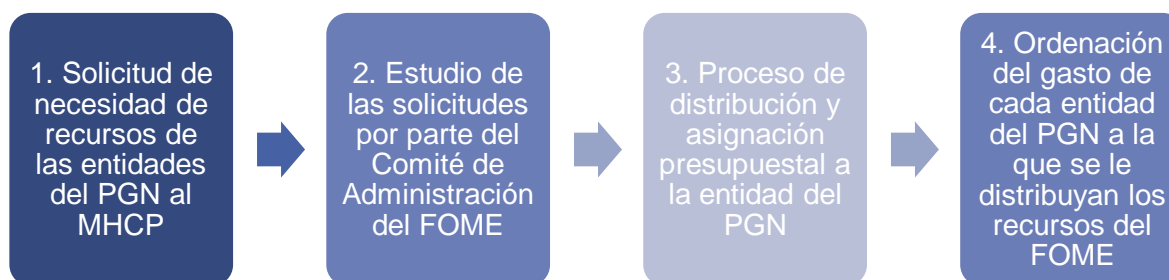 1. Solicitud de
necesidad de
recursos de
las entidades
del PGN al
MHCP
2. Estudio de
las solicitudes
por parte del
Comité de
Administración
del FOME
3. Proceso de
distribución y
asignación
presupuestal a
la entidad del
PGN
4. Ordenación
del gasto de
cada entidad
del PGN a la
que se le
distribuyan los
recursos del
FOME